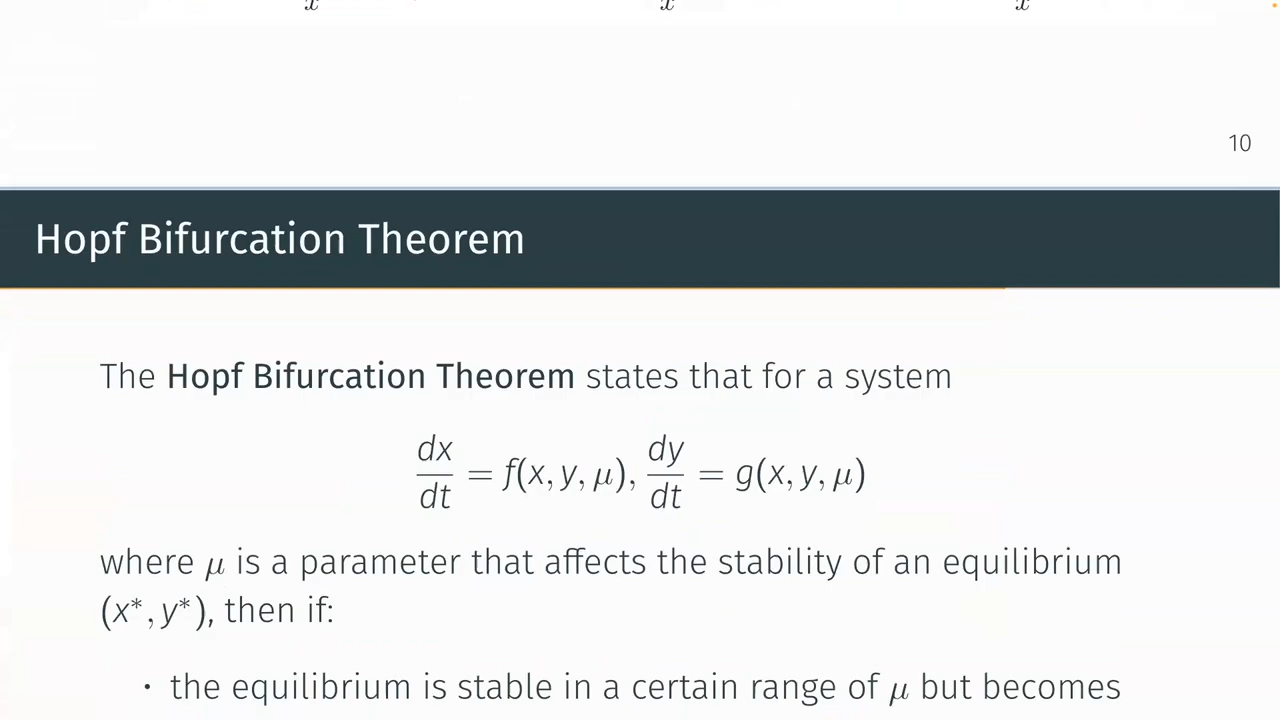 x x x
10
Hopf Bifurcation Theorem
The Hopf Bifurcation Theorem states that for a system
dx/dt = f(x, y, μ), dy/dt = g(x, y, μ)
where μ is a parameter that affects the stability of an equilibrium
(x*, y*), then if:
· the equilibrium is stable in a certain range of μ but becomes